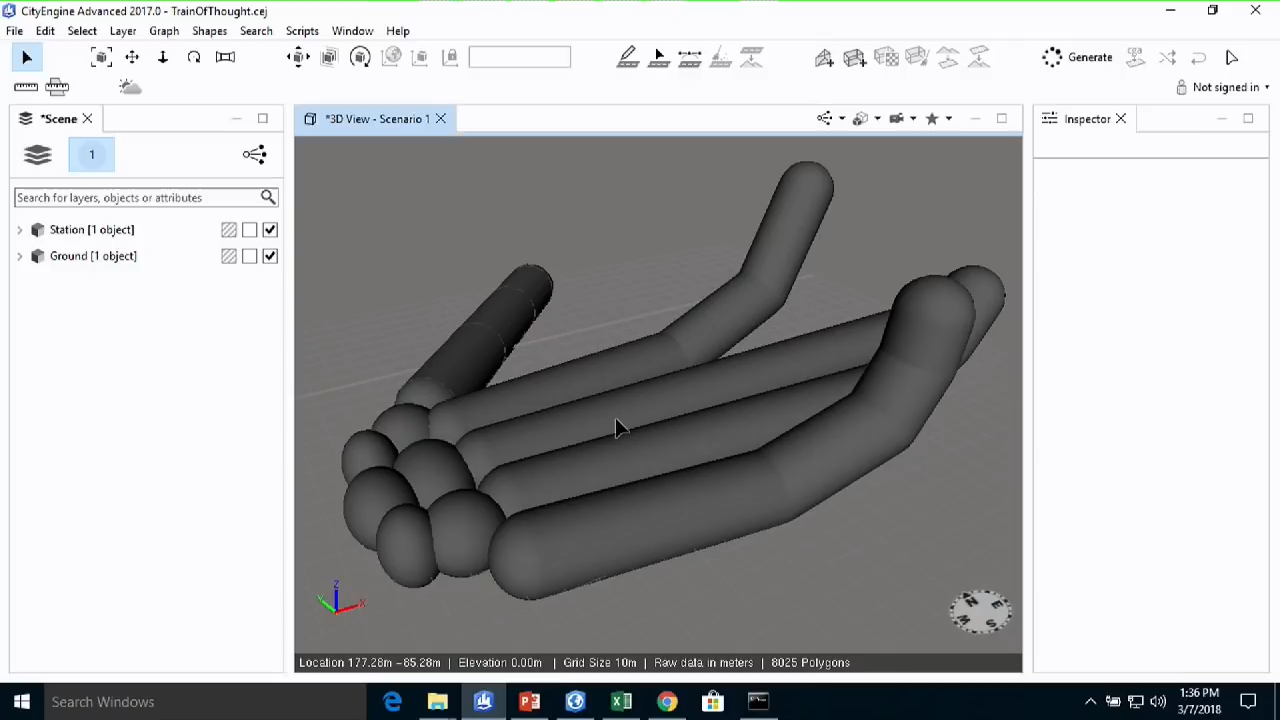 CityEngine Advanced 2017.0 - TrainOfThought.cej
File Edit Select Layer Graph Shapes Search Scripts Window Help
Generate
Not signed in
*Scene
*3D View - Scenario 1
Inspector
1
Search for layers, objects or attributes
Station [1 object]
Ground [1 object]
Z
Y
X
N E S W
Location 177.28m -85.28m | Elevation 0.00m | Grid Size 10m | Raw data in meters | 8025 Polygons
Search Windows
1:36 PM
3/7/2018